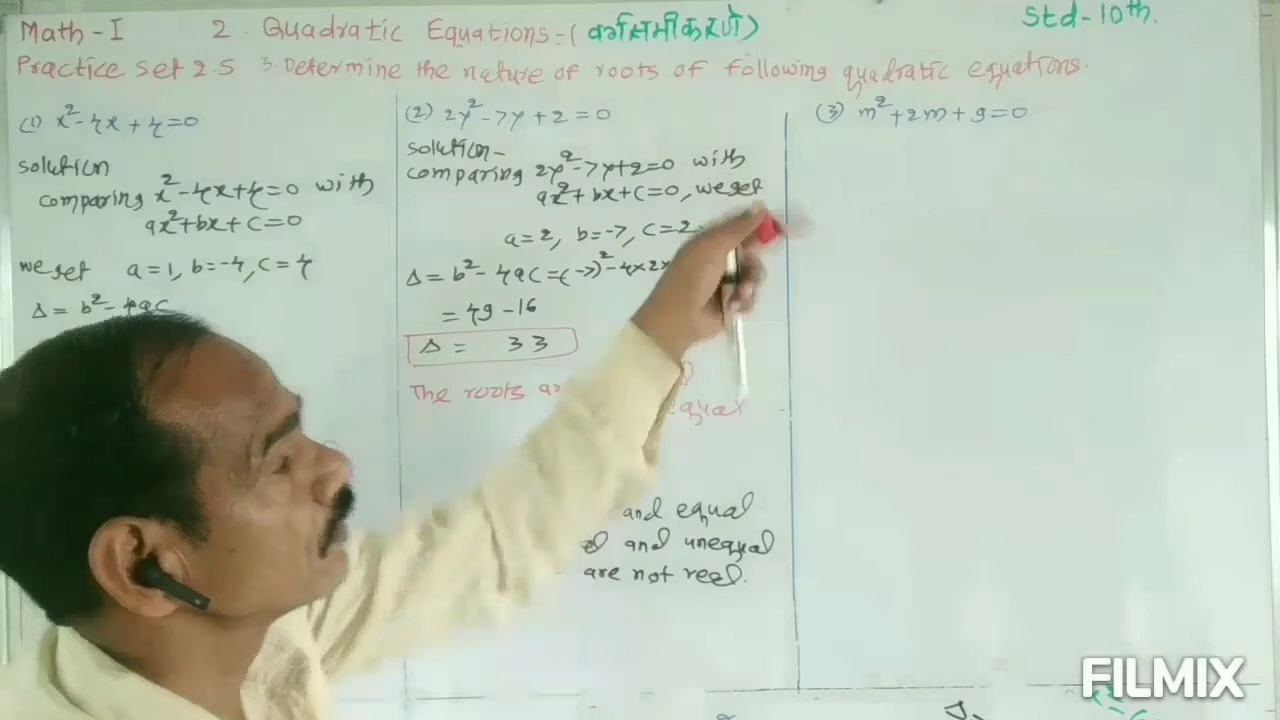 Math-I 2. Quadratic Equations=(वर्गसमीकरणे) Std-10th.
Practice Set 2.5 3. Determine the nature of roots of following quadratic equations.
(1) x²-4x+4=0
solution
comparing x²-4x+4=0 with
ax²+bx+c=0
we get a=1, b=-4, c=4
Δ = b²-4ac
(2) 2y²-7y+2=0
solution-
comparing 2y²-7y+2=0 with
ax²+bx+c=0, we get
a=2, b=-7, c=2
Δ = b²-4ac=(-7)²-4×2×
= 49-16
Δ = 33
The roots
equal
and equal
and unequal
are not real.
(3) m²+2m+9=0
FILMIX